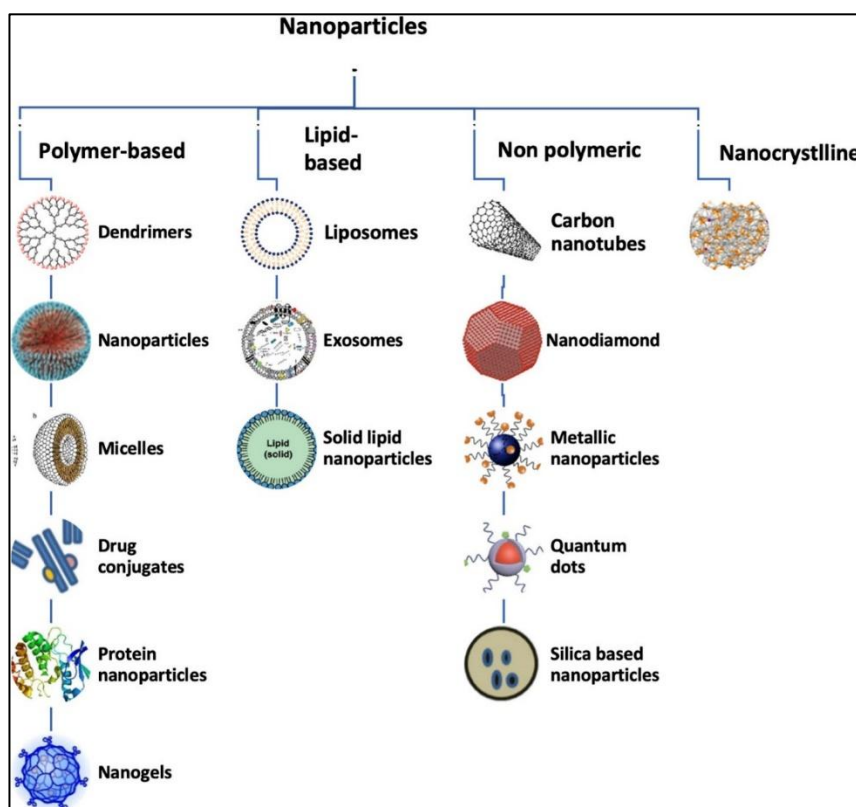 Nanoparticles
Polymer-based
Lipid-
based
Non polymeric
Nanocrystlline
Dendrimers
Liposomes
Carbon
nanotubes
Nanoparticles
Exosomes
Nanodiamond
Micelles
Lipid
(solid)
Solid lipid
nanoparticles
Metallic
nanoparticles
Drug
conjugates
Quantum
dots
Protein
nanoparticles
Silica based
nanoparticles
Nanogels